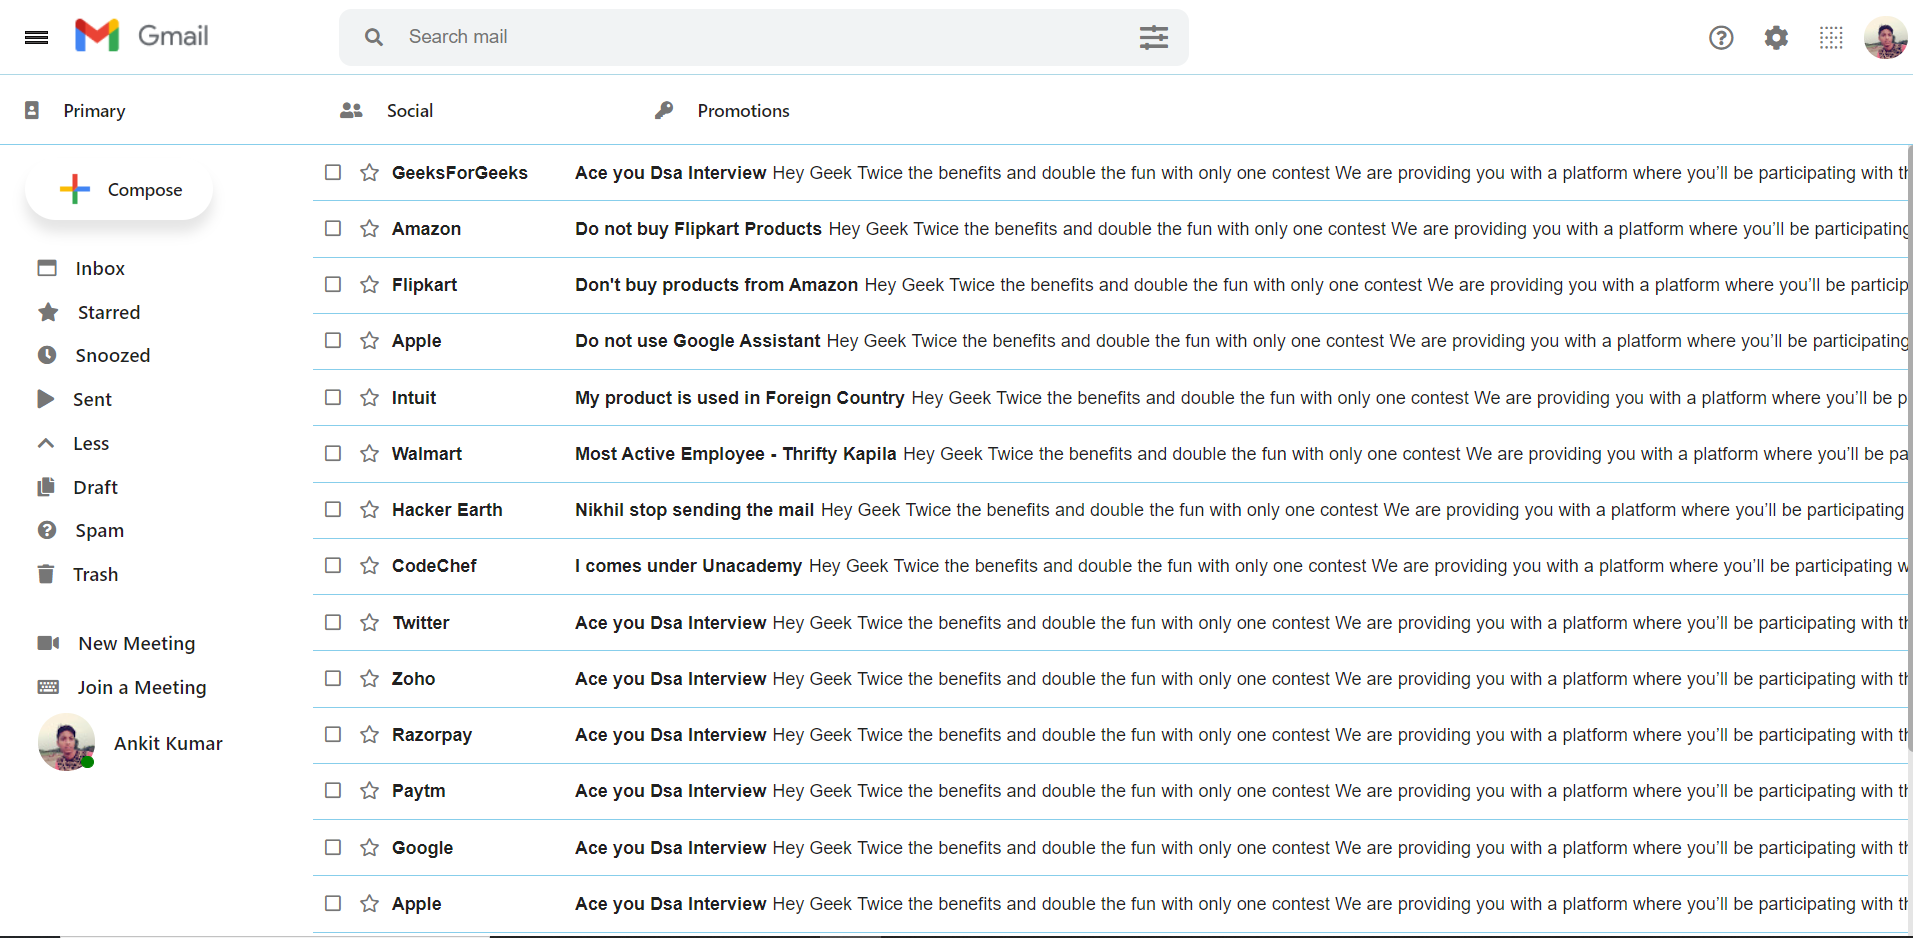 Gmail
Search mail
Primary
Social
Promotions
Compose
Inbox
Starred
Snoozed
Sent
Less
Draft
Spam
Trash
New Meeting
Join a Meeting
Ankit Kumar
GeeksForGeeks Ace you Dsa Interview Hey Geek Twice the benefits and double the fun with only one contest We are providing you with a platform where you’ll be participating with
Amazon Do not buy Flipkart Products Hey Geek Twice the benefits and double the fun with only one contest We are providing you with a platform where you’ll be participating
Flipkart Don't buy products from Amazon Hey Geek Twice the benefits and double the fun with only one contest We are providing you with a platform where you’ll be
Apple Do not use Google Assistant Hey Geek Twice the benefits and double the fun with only one contest We are providing you with a platform where you’ll be participating
Intuit My product is used in Foreign Country Hey Geek Twice the benefits and double the fun with only one contest We are providing you with a platform where you’ll be
Walmart Most Active Employee - Thrifty Kapila Hey Geek Twice the benefits and double the fun with only one contest We are providing you with a platform where you’ll be
Hacker Earth Nikhil stop sending the mail Hey Geek Twice the benefits and double the fun with only one contest We are providing you with a platform where you’ll be participating
CodeChef I comes under Unacademy Hey Geek Twice the benefits and double the fun with only one contest We are providing you with a platform where you’ll be participating
Twitter Ace you Dsa Interview Hey Geek Twice the benefits and double the fun with only one contest We are providing you with a platform where you’ll be participating with
Zoho Ace you Dsa Interview Hey Geek Twice the benefits and double the fun with only one contest We are providing you with a platform where you’ll be participating with
Razorpay Ace you Dsa Interview Hey Geek Twice the benefits and double the fun with only one contest We are providing you with a platform where you’ll be participating with
Paytm Ace you Dsa Interview Hey Geek Twice the benefits and double the fun with only one contest We are providing you with a platform where you’ll be participating with
Google Ace you Dsa Interview Hey Geek Twice the benefits and double the fun with only one contest We are providing you with a platform where you’ll be participating with
Apple Ace you Dsa Interview Hey Geek Twice the benefits and double the fun with only one contest We are providing you with a platform where you’ll be participating with